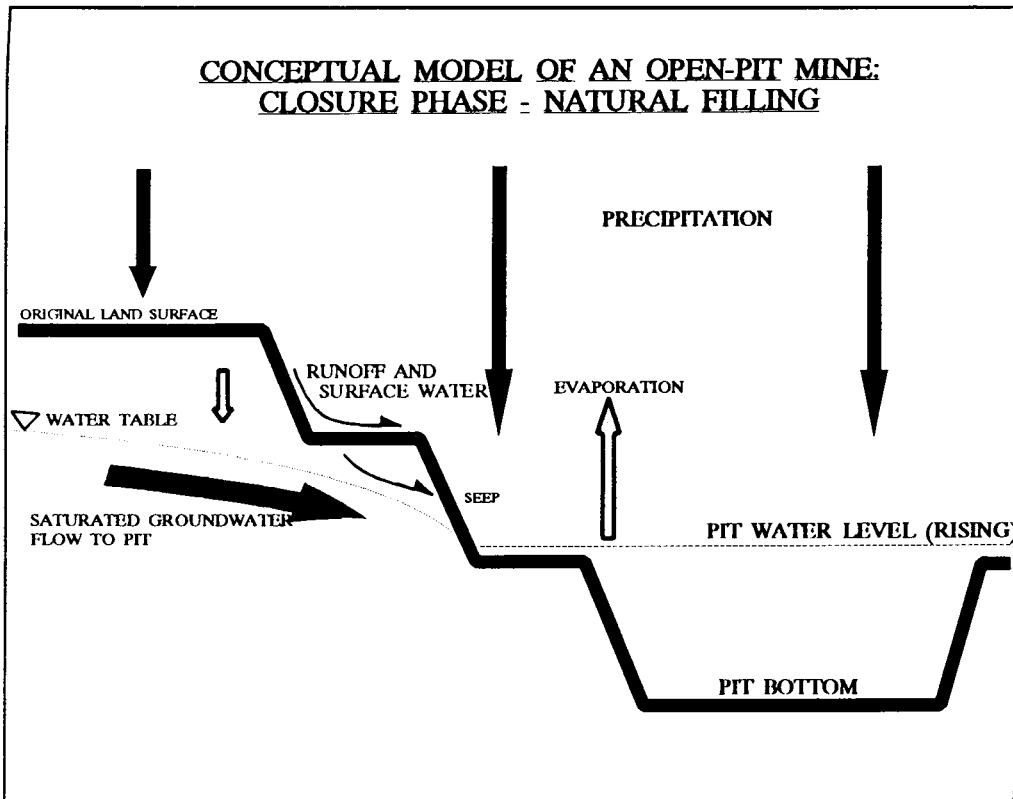 CONCEPTUAL MODEL OF AN OPEN-PIT MINE:
CLOSURE PHASE - NATURAL FILLING
PRECIPITATION
ORIGINAL LAND SURFACE
RUNOFF AND
SURFACE WATER
EVAPORATION
WATER TABLE
SEEP
SATURATED GROUNDWATER
FLOW TO PIT
PIT WATER LEVEL (RISING)
PIT BOTTOM